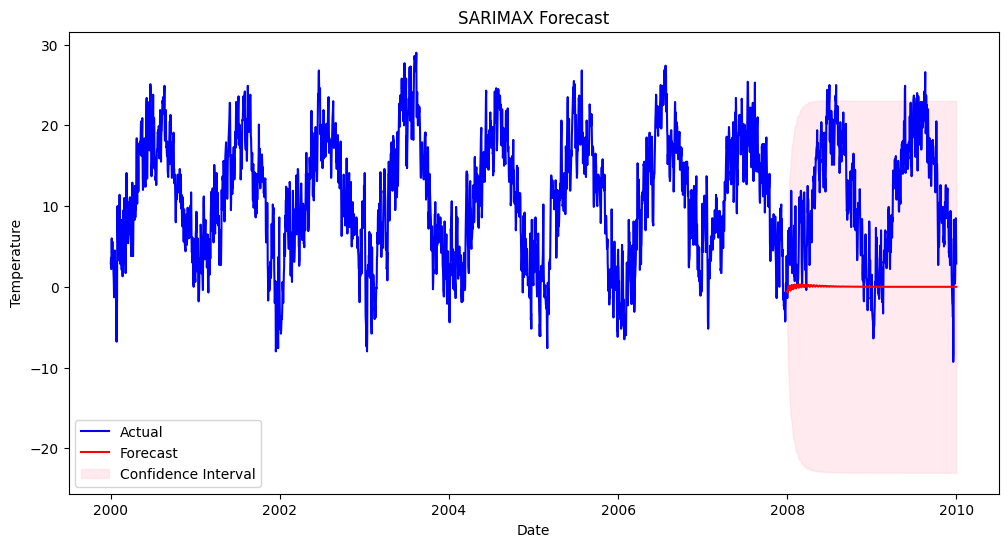 SARIMAX Forecast
30
20
10
0
−10
−20
Temperature
Actual
Forecast
Confidence Interval
2000
2002
2004
2006
2008
2010
Date